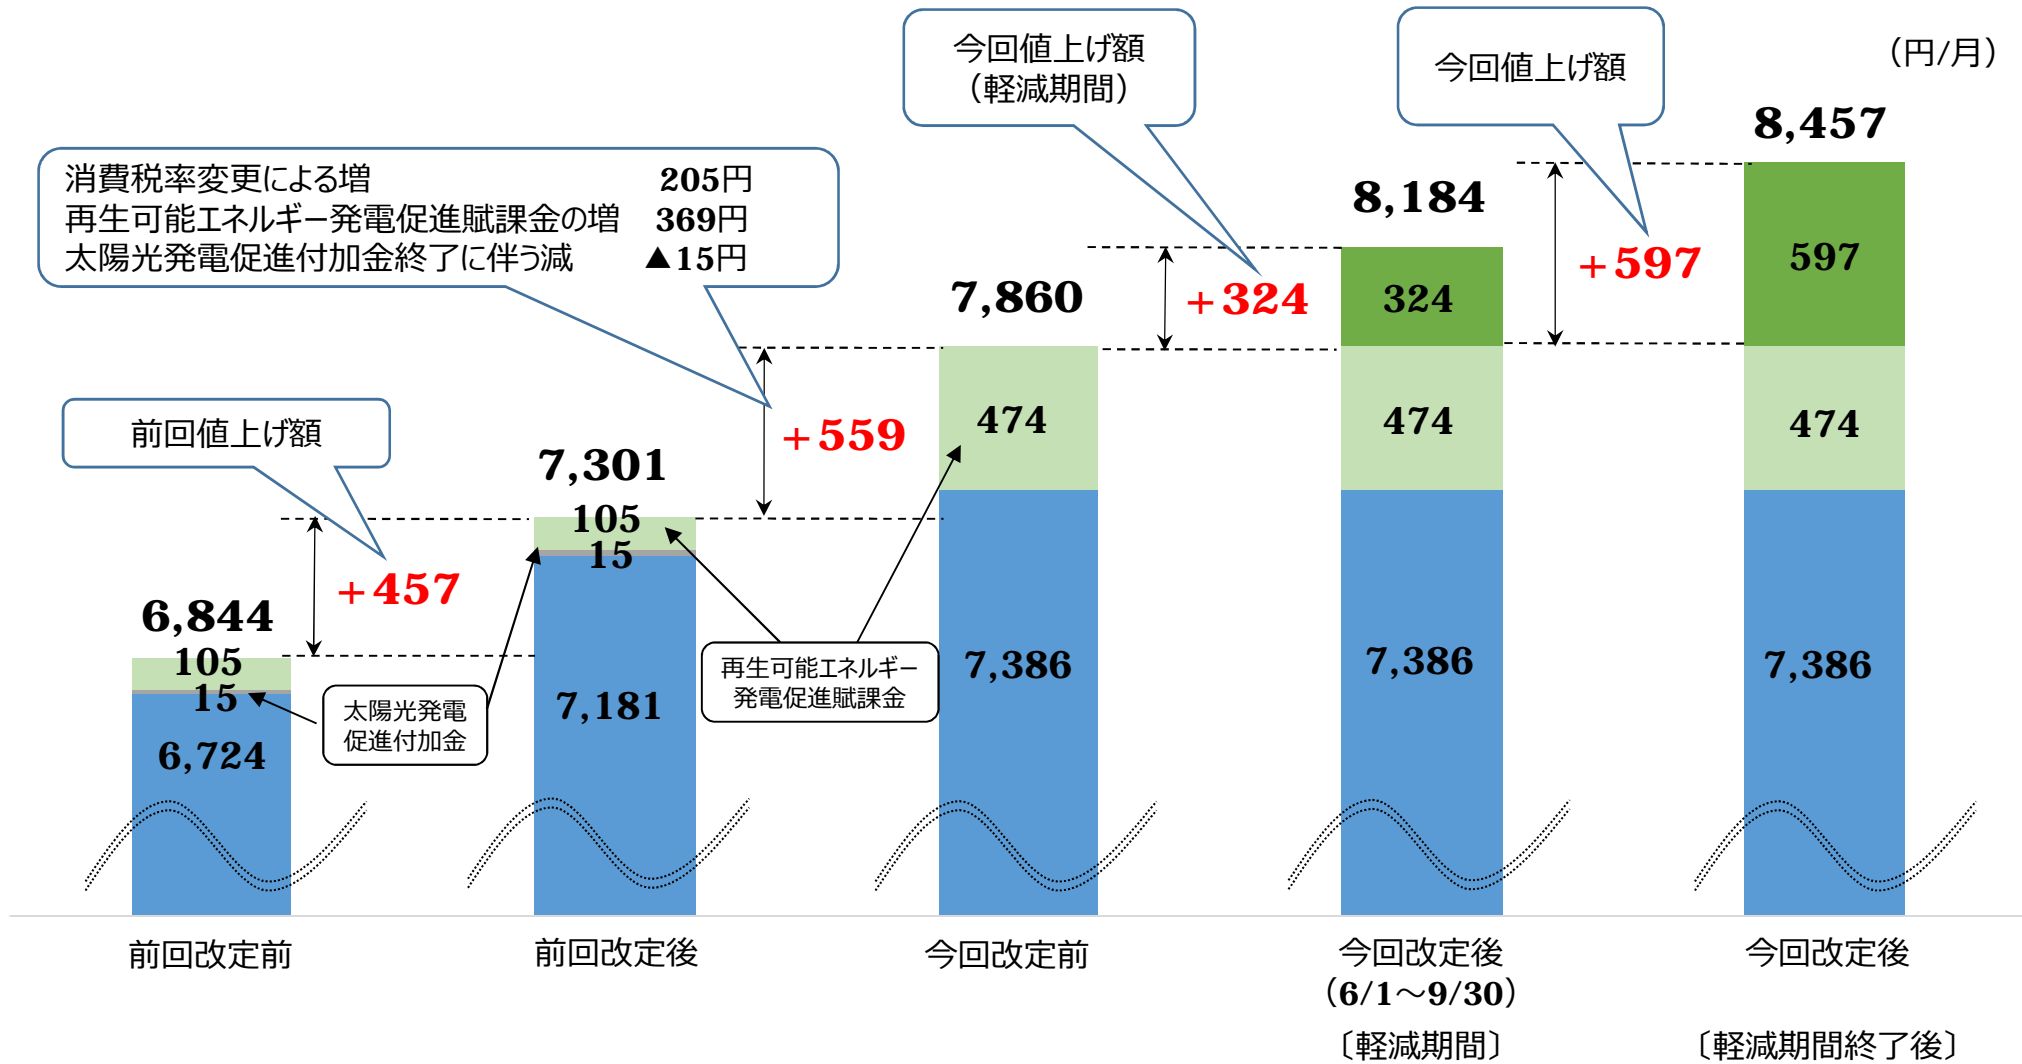 （円/月）
今回値上げ額
（軽減期間）
今回値上げ額
消費税率変更による増 205円
再生可能エネルギー発電促進賦課金の増 369円
太陽光発電促進付加金終了に伴う減 ▲15円
前回値上げ額
6,844
105
15
6,724
+457
太陽光発電
促進付加金
7,301
105
15
7,181
+559
再生可能エネルギー
発電促進賦課金
7,860
474
7,386
+324
8,184
324
474
7,386
+597
8,457
597
474
7,386
前回改定前
前回改定後
今回改定前
今回改定後
（6/1～9/30）
〔軽減期間〕
今回改定後
〔軽減期間終了後〕